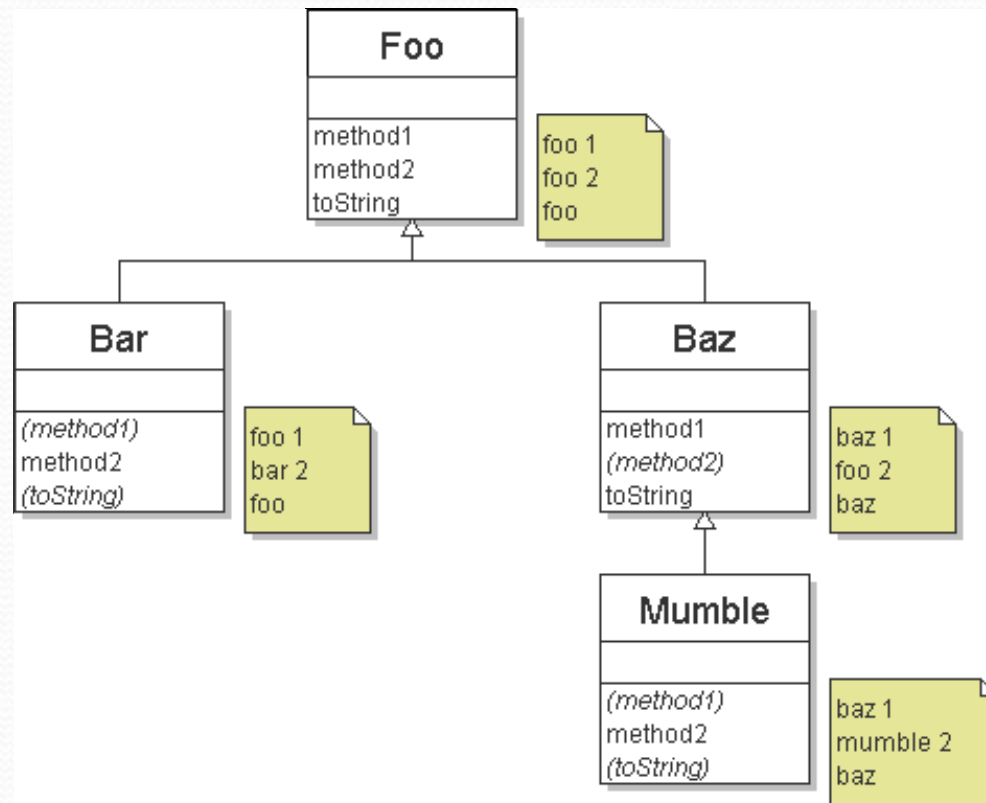 Foo
method1
method2
toString
foo 1
foo 2
foo
Bar
(method1)
method2
(toString)
foo 1
bar 2
foo
Baz
method1
(method2)
toString
baz 1
foo 2
baz
Mumble
(method1)
method2
(toString)
baz 1
mumble 2
baz